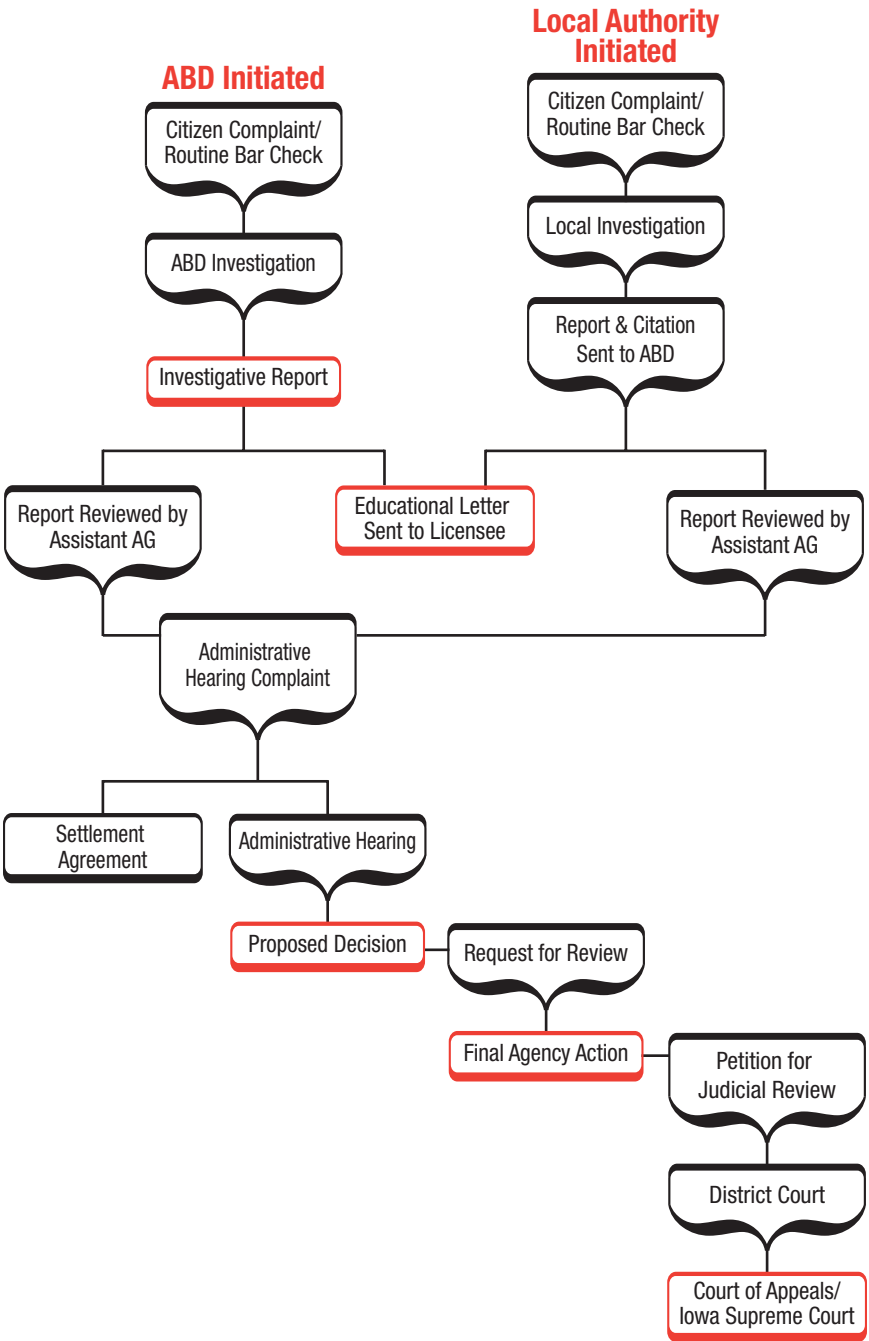 Local Authority
Initiated
ABD Initiated
Citizen Complaint/
Routine Bar Check
Citizen Complaint/
Routine Bar Check
ABD Investigation
Local Investigation
Investigative Report
Report & Citation
Sent to ABD
Report Reviewed by
Assistant AG
Educational Letter
Sent to Licensee
Report Reviewed by
Assistant AG
Administrative
Hearing Complaint
Settlement
Agreement
Administrative Hearing
Proposed Decision
Request for Review
Final Agency Action
Petition for
Judicial Review
District Court
Court of Appeals/
Iowa Supreme Court